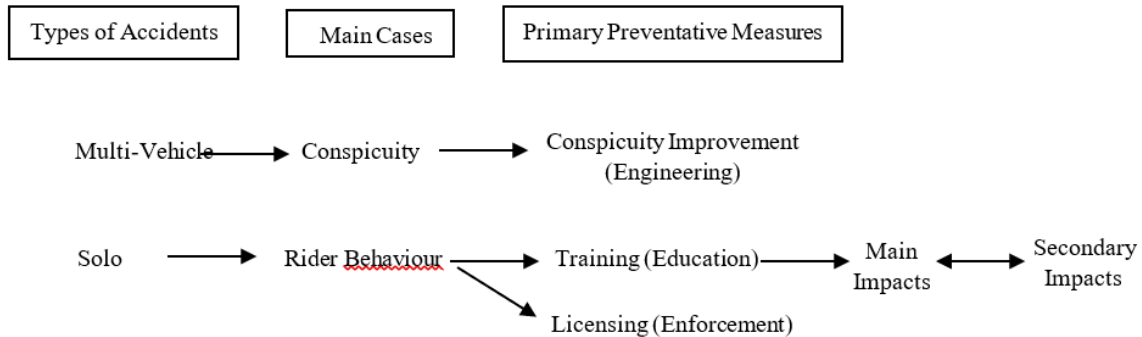 Types of Accidents
Main Cases
Primary Preventative Measures
Multi-Vehicle
Conspicuity
Conspicuity Improvement
(Engineering)
Solo
Rider Behaviour
Training (Education)
Main
Impacts
Secondary
Impacts
Licensing (Enforcement)